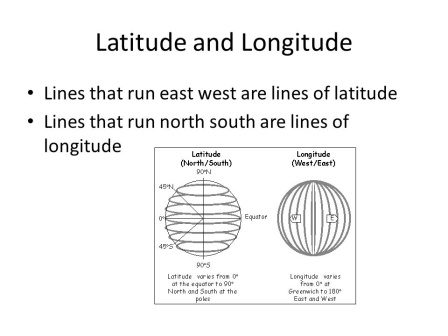 Latitude and Longitude
• Lines that run east west are lines of latitude
• Lines that run north south are lines of
longitude
Latitude
(North/South)
90°N
45°N
0°
Equator
45°S
90°S
Latitude varies from 0°
at the equator to 90°
North and South at the
poles
Longitude
(West/East)
W
E
Longitude varies
from 0° at
Greenwich to 180°
East and West